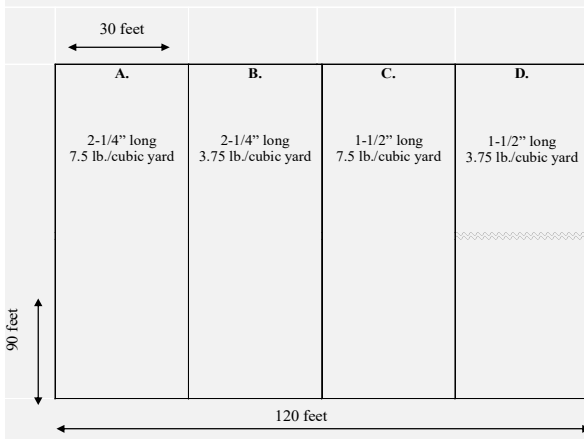 30 feet
A. B. C. D.
2-1/4” long 2-1/4” long 1-1/2” long 1-1/2” long
7.5 lb./cubic yard 3.75 lb./cubic yard 7.5 lb./cubic yard 3.75 lb./cubic yard
90 feet
120 feet